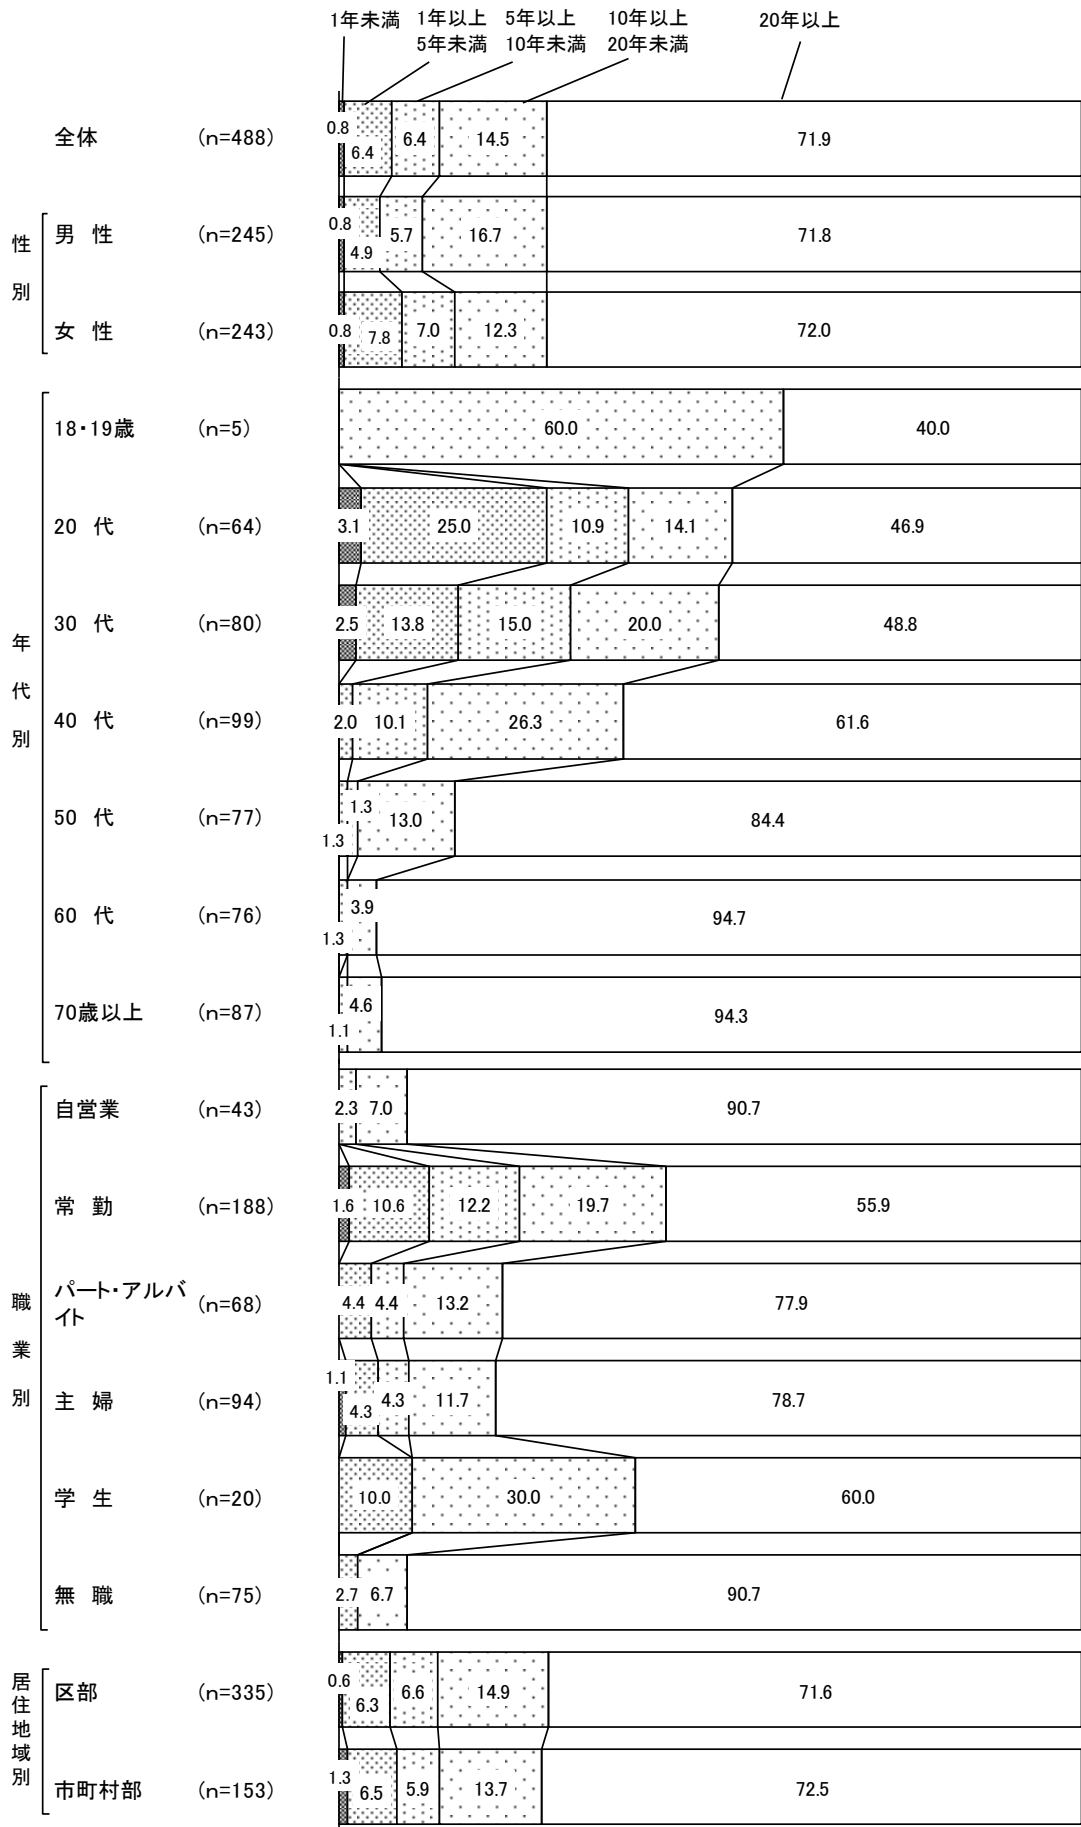 1年未満 1年以上 5年以上 10年以上 20年以上
5年未満 10年未満 20年未満
全体 (n=488) 0.8 6.4 6.4 14.5 71.9
性別
男 性 (n=245) 0.8 4.9 5.7 16.7 71.8
女 性 (n=243) 0.8 7.8 7.0 12.3 72.0
年代別
18・19歳 (n=5) 60.0 40.0
20 代 (n=64) 3.1 25.0 10.9 14.1 46.9
30 代 (n=80) 2.5 13.8 15.0 20.0 48.8
40 代 (n=99) 2.0 10.1 26.3 61.6
50 代 (n=77) 1.3 1.3 13.0 84.4
60 代 (n=76) 1.3 3.9 94.7
70歳以上 (n=87) 1.1 4.6 94.3
職業別
自営業 (n=43) 2.3 7.0 90.7
常 勤 (n=188) 1.6 10.6 12.2 19.7 55.9
パート・アルバ
イト (n=68) 4.4 4.4 13.2 77.9
主 婦 (n=94) 1.1 4.3 4.3 11.7 78.7
学 生 (n=20) 10.0 30.0 60.0
無 職 (n=75) 2.7 6.7 90.7
居住地域別
区部 (n=335) 0.6 6.3 6.6 14.9 71.6
市町村部 (n=153) 1.3 6.5 5.9 13.7 72.5